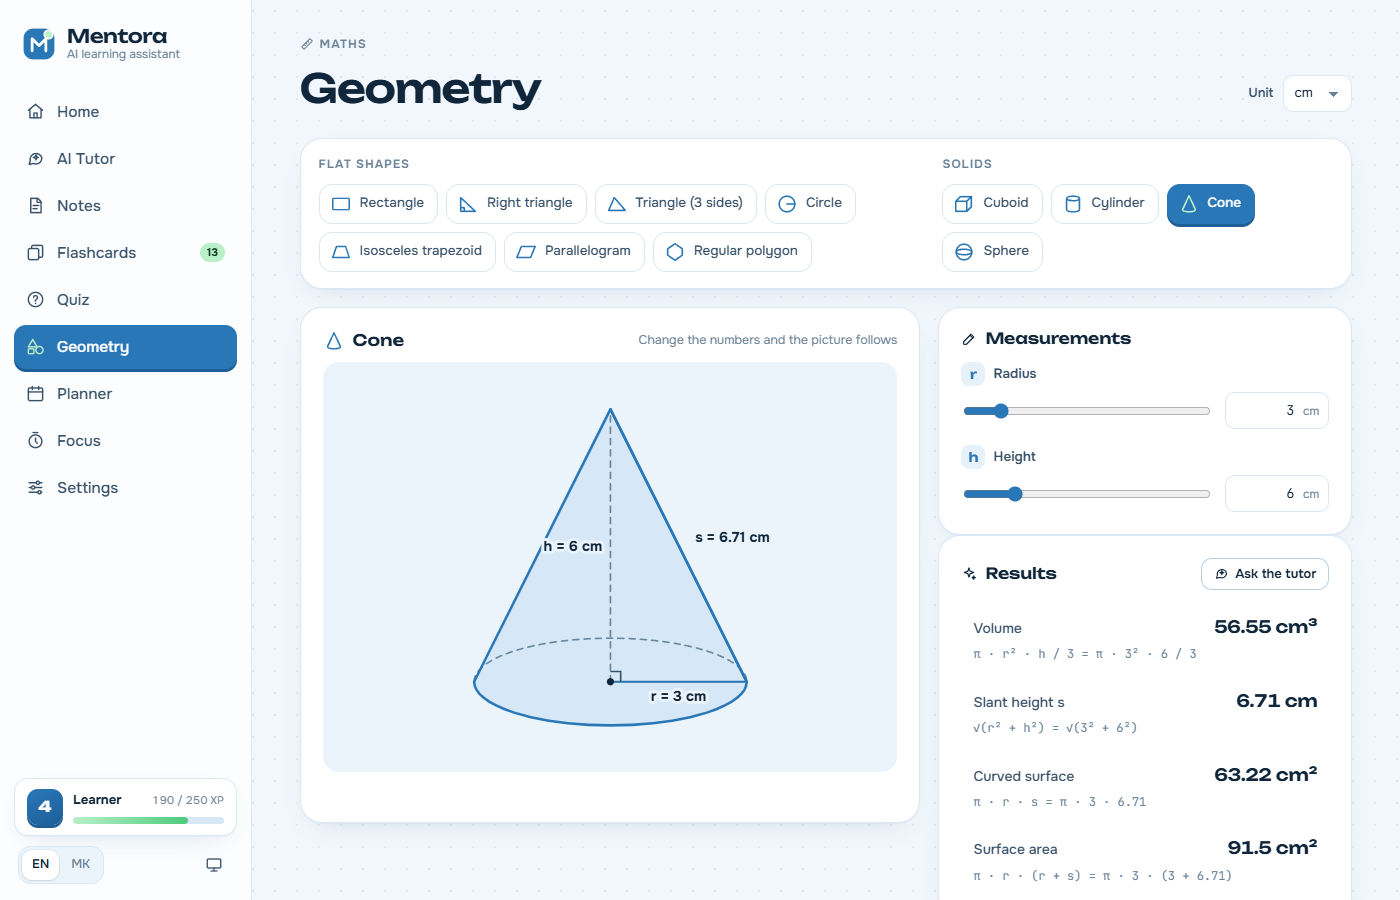 Mentora
AI learning assistant
Home
AI Tutor
Notes
Flashcards 13
Quiz
Geometry
Planner
Focus
Settings
4 Learner 190 / 250 XP
EN MK
MATHS
Geometry
Unit cm
FLAT SHAPES
Rectangle Right triangle Triangle (3 sides) Circle
Isosceles trapezoid Parallelogram Regular polygon
SOLIDS
Cuboid Cylinder Cone
Sphere
Cone Change the numbers and the picture follows
s = 6.71 cm
h = 6 cm
r = 3 cm
Measurements
r Radius
3 cm
h Height
6 cm
Results Ask the tutor
Volume 56.55 cm³
π · r² · h / 3 = π · 3² · 6 / 3
Slant height s 6.71 cm
√(r² + h²) = √(3² + 6²)
Curved surface 63.22 cm²
π · r · s = π · 3 · 6.71
Surface area 91.5 cm²
π · r · (r + s) = π · 3 · (3 + 6.71)